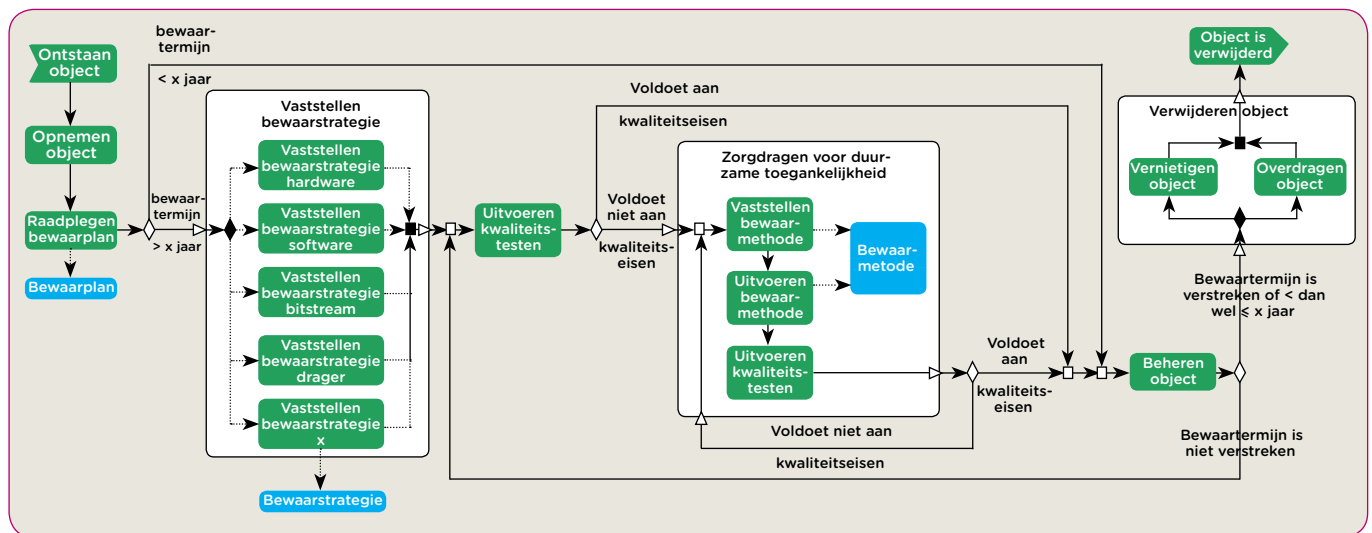 Ontstaan
object
Opnemen
object
Raadplegen
bewaarplan
Bewaarplan
bewaar-
termijn
< x jaar
bewaar-
termijn
> x jaar
Vaststellen
bewaarstrategie
Vaststellen
bewaarstrategie
hardware
Vaststellen
bewaarstrategie
software
Vaststellen
bewaarstrategie
bitstream
Vaststellen
bewaarstrategie
drager
Vaststellen
bewaarstrategie
x
Bewaarstrategie
Uitvoeren
kwaliteits-
testen
Voldoet aan
kwaliteitseisen
Voldoet
niet aan
kwaliteits-
eisen
Zorgdragen voor duur-
zame toegankelijkheid
Vaststellen
bewaar-
methode
Uitvoeren
bewaar-
methode
Uitvoeren
kwaliteits-
testen
Bewaar-
metode
Voldoet niet aan
kwaliteitseisen
Voldoet
aan
kwaliteits-
eisen
Beheren
object
Bewaartermijn is
niet verstreken
Bewaartermijn is
verstreken of < dan
wel ⩽ x jaar
Verwijderen object
Vernietigen
object
Overdragen
object
Object is
verwijderd